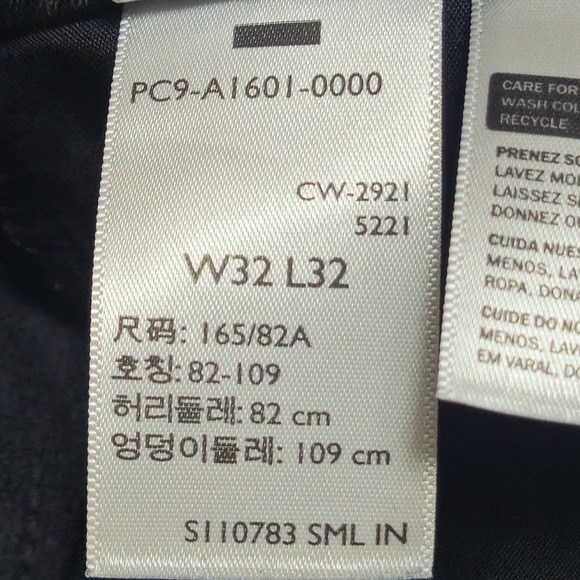 PC9-A1601-0000
CW-2921
5221
W32 L32
尺码: 165/82A
호칭: 82-109
허리둘레: 82 cm
엉덩이둘레: 109 cm
S110783 SML IN
CARE FOR
WASH COL
RECYCLE
PRENEZ SO
LAVEZ MO
LAISSEZ S
DONNEZ O
CUIDA NUES
MENOS, LA
ROPA, DON
CUIDE DO NO
MENOS, LAV
EM VARAL, DO